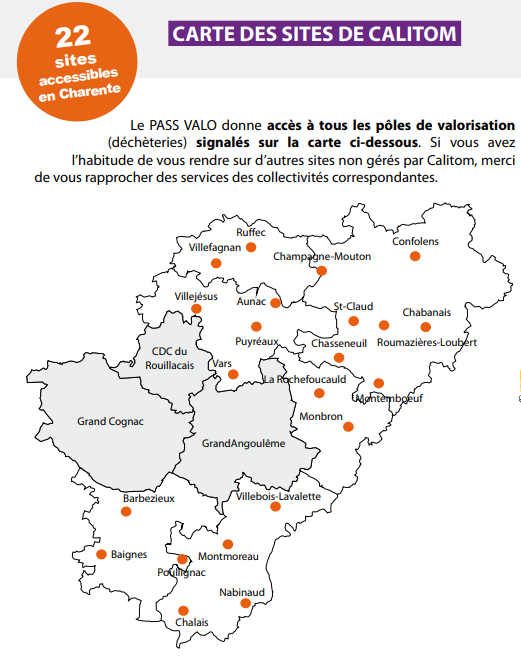 22
sites
accessibles
en Charente
CARTE DES SITES DE CALITOM
Le PASS VALO donne accès à tous les pôles de valorisation
(déchèteries) signalés sur la carte ci-dessous. Si vous avez
l'habitude de vous rendre sur d'autres sites non gérés par Calitom, merci
de vous rapprocher des services des collectivités correspondantes.
Ruffec
Villefagnan
Confolens
Champagne-Mouton
Villejésus
Aunac
St-Claud
Chabanais
Puyréaux
Chasseneuil
Roumazières-Loubert
CDC du
Rouillacais
Vars
La Rochefoucauld
Montemboeuf
Monbron
Grand Cognac
GrandAngoulême
Barbezieux
Villebois-Lavalette
Baignes
Montmoreau
Poullignac
Nabinaud
Chalais